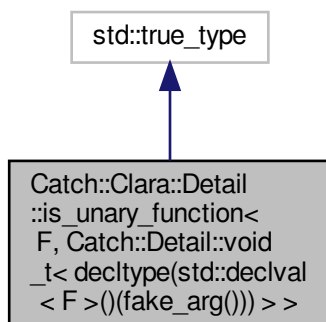 std::true_type
Catch::Clara::Detail
::is_unary_function<
F, Catch::Detail::void
_t< decltype(std::declval
< F >()(fake_arg())) > >